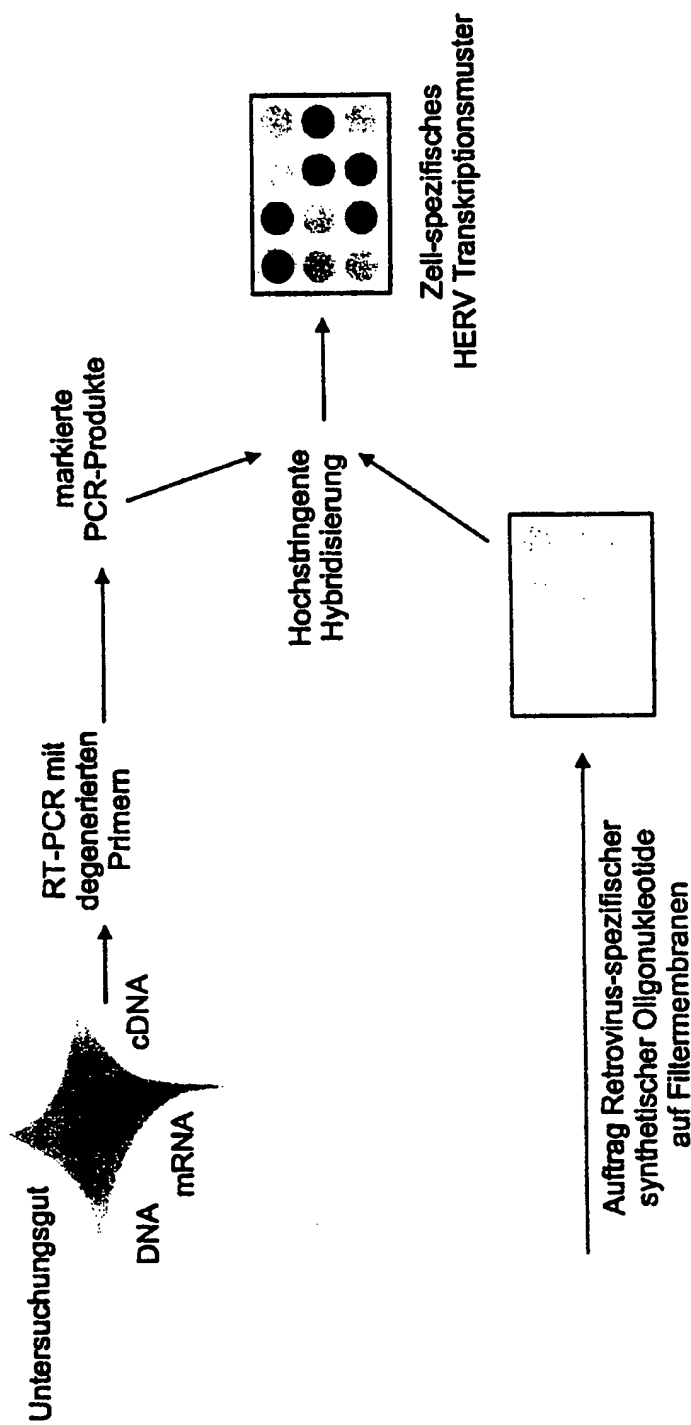 Untersuchungsgut
DNA
mRNA
cDNA
RT-PCR mit
degenerierten
Primern
markierte
PCR-Produkte
Hochstringente
Hybridisierung
Zell-spezifisches
HERV Transkriptionsmuster
Auftrag Retrovirus-spezifischer
synthetischer Oligonukleotide
auf Filtermembranen